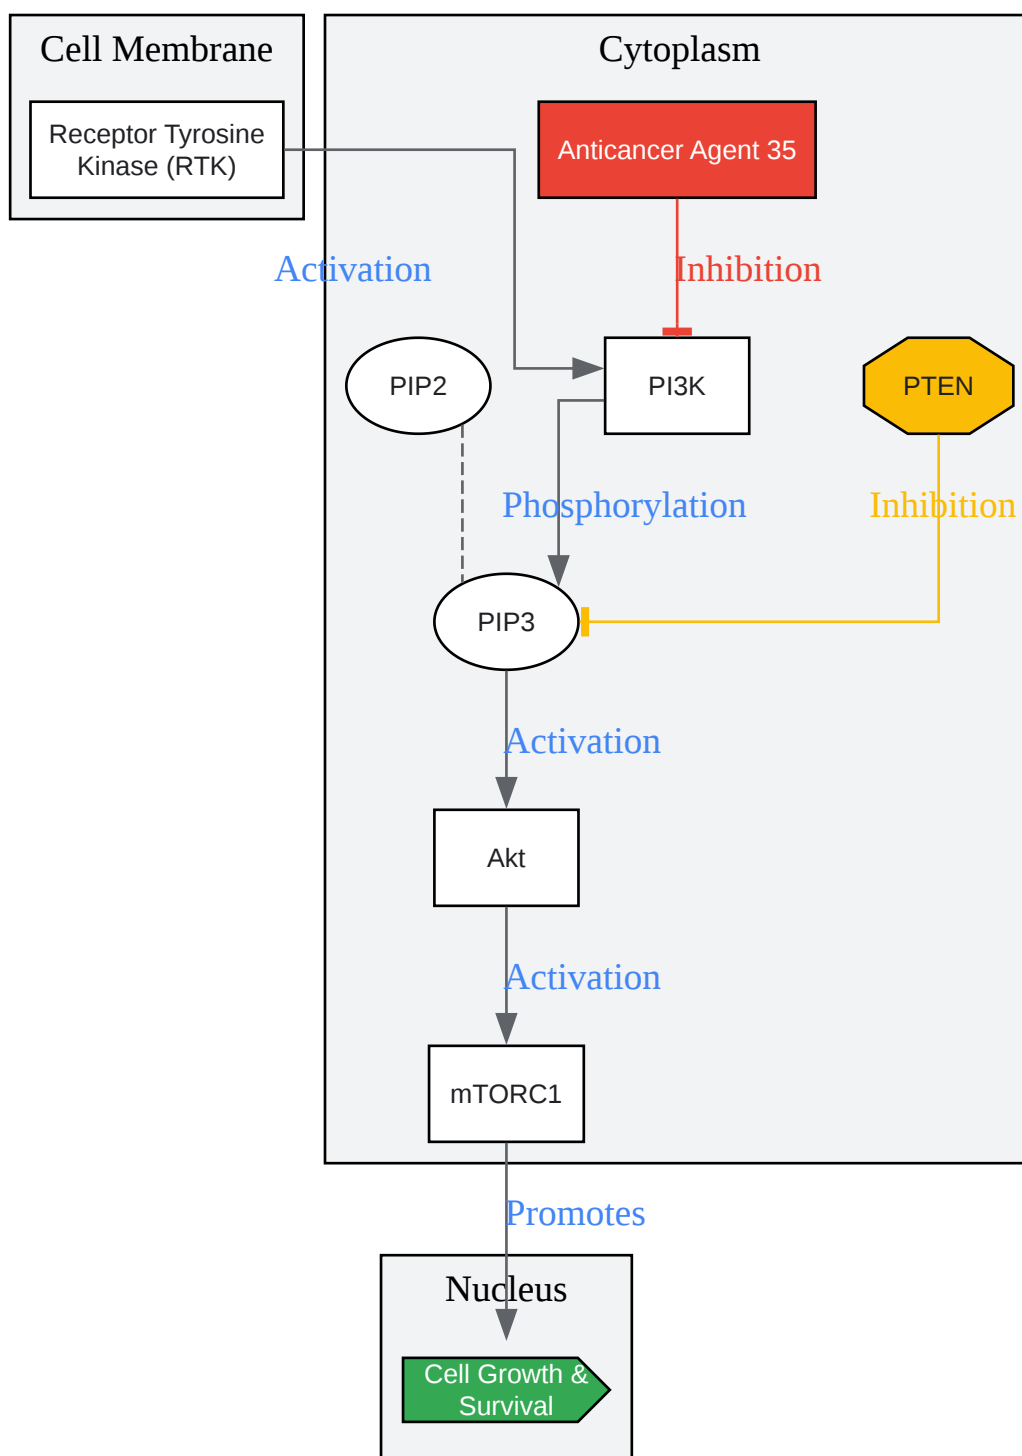 Cell Membrane
Cytoplasm
Receptor Tyrosine
Kinase (RTK)
Anticancer Agent 35
Activation
Inhibition
PIP2
PI3K
PTEN
Phosphorylation
Inhibition
PIP3
Activation
Akt
Activation
mTORC1
Promotes
Nucleus
Cell Growth &
Survival